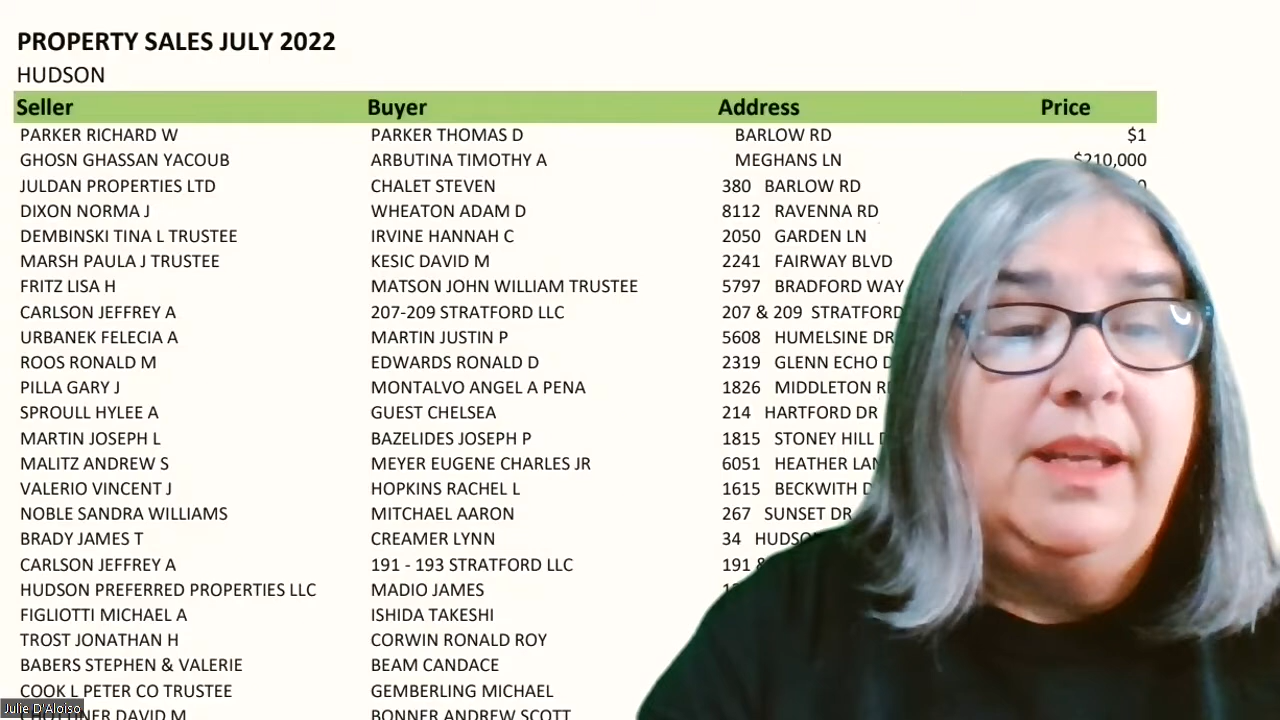 PROPERTY SALES JULY 2022
HUDSON
Seller Buyer Address Price
PARKER RICHARD W PARKER THOMAS D BARLOW RD $1
GHOSN GHASSAN YACOUB ARBUTINA TIMOTHY A MEGHANS LN $210,000
JULDAN PROPERTIES LTD CHALET STEVEN 380 BARLOW RD
DIXON NORMA J WHEATON ADAM D 8112 RAVENNA RD
DEMBINSKI TINA L TRUSTEE IRVINE HANNAH C 2050 GARDEN LN
MARSH PAULA J TRUSTEE KESIC DAVID M 2241 FAIRWAY BLVD
FRITZ LISA H MATSON JOHN WILLIAM TRUSTEE 5797 BRADFORD WAY
CARLSON JEFFREY A 207-209 STRATFORD LLC 207 & 209 STRATFORD
URBANEK FELECIA A MARTIN JUSTIN P 5608 HUMELSINE DR
ROOS RONALD M EDWARDS RONALD D 2319 GLENN ECHO
PILLA GARY J MONTALVO ANGEL A PENA 1826 MIDDLETON
SPROULL HYLEE A GUEST CHELSEA 214 HARTFORD DR
MARTIN JOSEPH L BAZELIDES JOSEPH P 1815 STONEY HILL
MALITZ ANDREW S MEYER EUGENE CHARLES JR 6051 HEATHER
VALERIO VINCENT J HOPKINS RACHEL L 1615 BECKWITH
NOBLE SANDRA WILLIAMS MITCHAEL AARON 267 SUNSET DR
BRADY JAMES T CREAMER LYNN 34
CARLSON JEFFREY A 191 - 193 STRATFORD LLC 191
HUDSON PREFERRED PROPERTIES LLC MADIO JAMES
FIGLIOTTI MICHAEL A ISHIDA TAKESHI
TROST JONATHAN H CORWIN RONALD ROY
BABERS STEPHEN & VALERIE BEAM CANDACE
COOK L PETER CO TRUSTEE GEMBERLING MICHAEL
Julie D'Aloiso
DAVID M BONNER ANDREW SCOTT